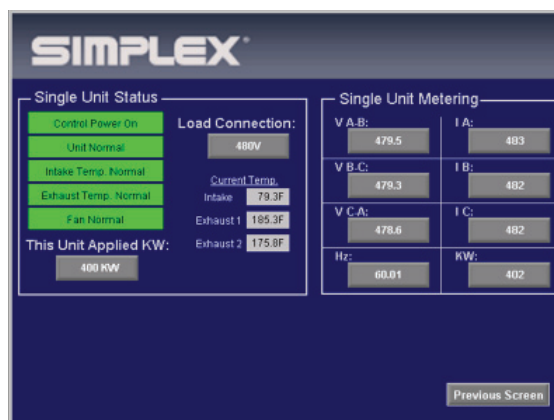 SIMPLEX
Single Unit Status
Control Power On
Unit Normal
Intake Temp. Normal
Exhaust Temp. Normal
Fan Normal
This Unit Applied KW:
400 KW
Load Connection:
480V
Current Temp.
Intake 79.3F
Exhaust 1 185.3F
Exhaust 2 175.8F
Single Unit Metering
V A-B: I A:
479.5 483
V B-C: I B:
479.3 482
V C-A: I C:
478.6 482
Hz: KW:
60.01 402
Previous Screen